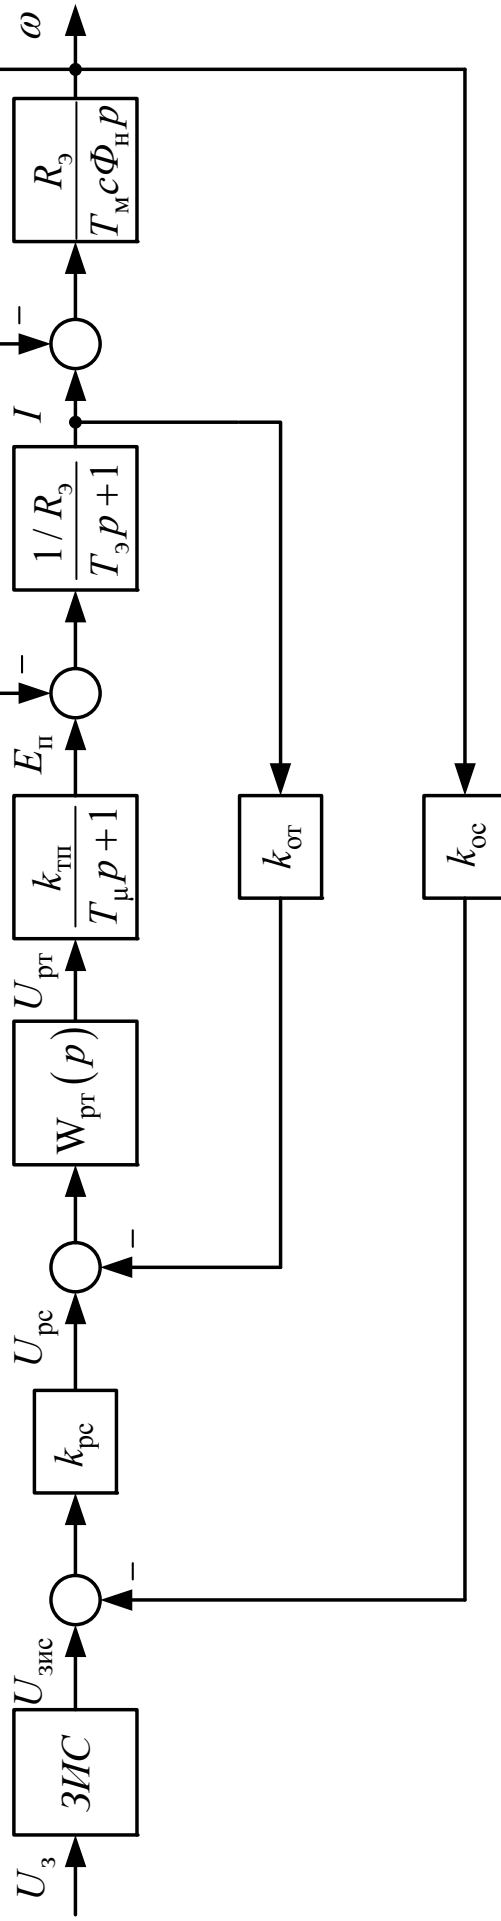 U_з
ЗИС
U_зис
−
k_рс
U_рс
−
W_рт(p)
U_рт
k_тп
T_μ p + 1
E_п
−
1 / R_э
T_э p + 1
I
−
R_э
T_м сФ_н p
ω
k_от
k_ос